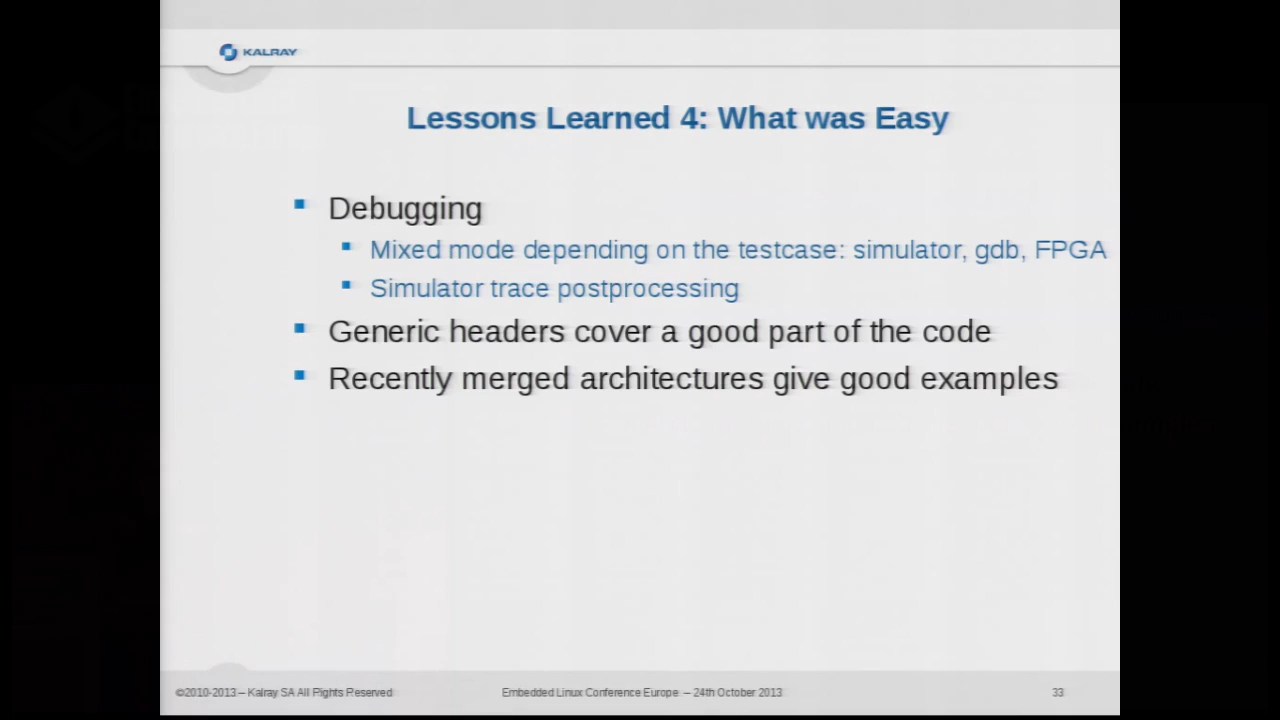 KALRAY
Lessons Learned 4: What was Easy
Debugging
Mixed mode depending on the testcase: simulator, gdb, FPGA
Simulator trace postprocessing
Generic headers cover a good part of the code
Recently merged architectures give good examples
©2010-2013 – Kalray SA All Rights Reserved
Embedded Linux Conference Europe – 24th October 2013
33